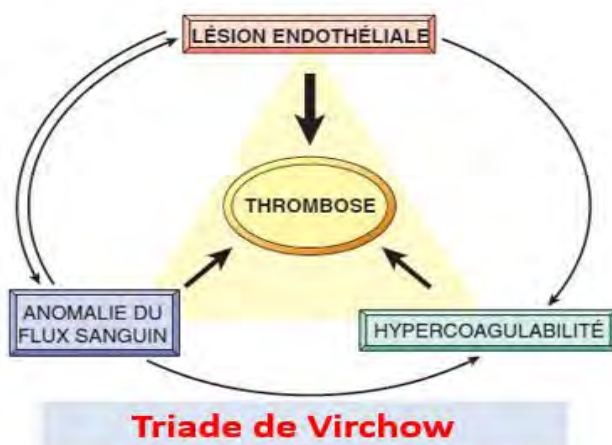 LÉSION ENDOTHÉLIALE
THROMBOSE
ANOMALIE DU
FLUX SANGUIN
HYPERCOAGULABILITÉ
Triade de Virchow